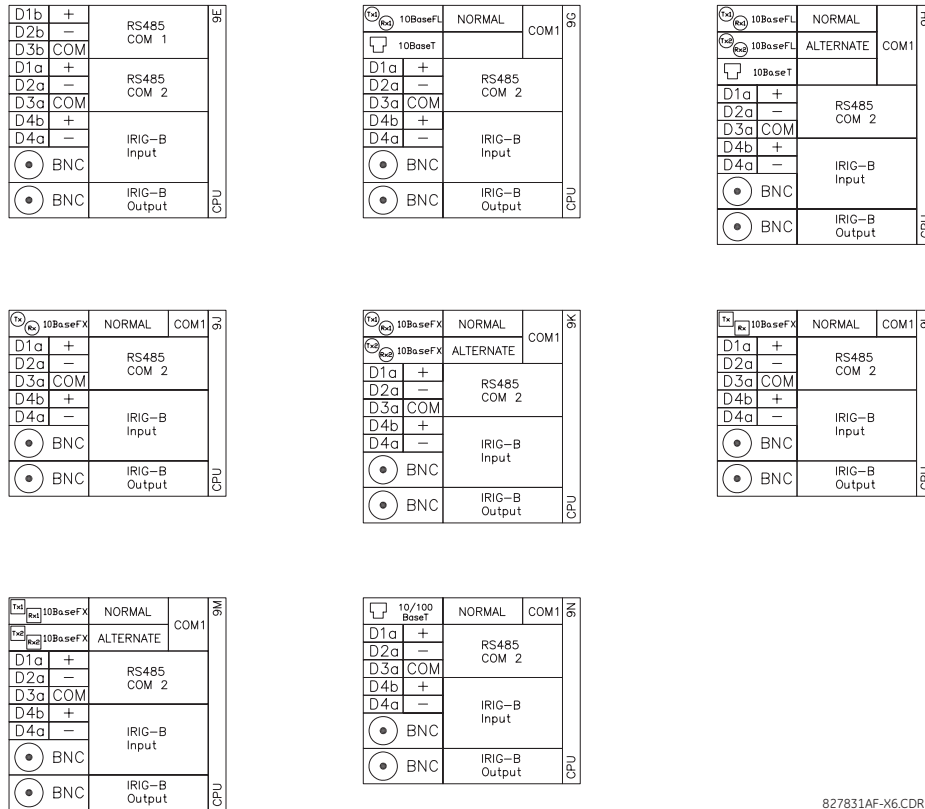 D1b + RS485 COM 1 9E
D2b —
D3b COM
D1a + RS485 COM 2
D2a —
D3a COM
D4b + IRIG-B Input
D4a —
BNC
BNC IRIG-B Output CPU
Tx1 Rx1 10BaseFL NORMAL COM1 9G
10BaseT
D1a + RS485 COM 2
D2a —
D3a COM
D4b + IRIG-B Input
D4a —
BNC
BNC IRIG-B Output CPU
Tx1 Rx1 10BaseFL NORMAL COM1
Tx2 Rx2 10BaseFL ALTERNATE
10BaseT
D1a + RS485 COM 2
D2a —
D3a COM
D4b + IRIG-B Input
D4a —
BNC
BNC IRIG-B Output
Tx Rx 10BaseFX NORMAL COM1 9J
D1a + RS485 COM 2
D2a —
D3a COM
D4b + IRIG-B Input
D4a —
BNC
BNC IRIG-B Output CPU
Tx1 Rx1 10BaseFX NORMAL COM1 9K
Tx2 Rx2 10BaseFX ALTERNATE
D1a + RS485 COM 2
D2a —
D3a COM
D4b + IRIG-B Input
D4a —
BNC
BNC IRIG-B Output CPU
Tx Rx 10BaseFX NORMAL COM1
D1a + RS485 COM 2
D2a —
D3a COM
D4b + IRIG-B Input
D4a —
BNC
BNC IRIG-B Output
Tx1 Rx1 10BaseFX NORMAL COM1 9M
Tx2 Rx2 10BaseFX ALTERNATE
D1a + RS485 COM 2
D2a —
D3a COM
D4b + IRIG-B Input
D4a —
BNC
BNC IRIG-B Output CPU
10/100 BaseT NORMAL COM1 9N
D1a + RS485 COM 2
D2a —
D3a COM
D4b + IRIG-B Input
D4a —
BNC
BNC IRIG-B Output CPU
827831AF-X6.CDR